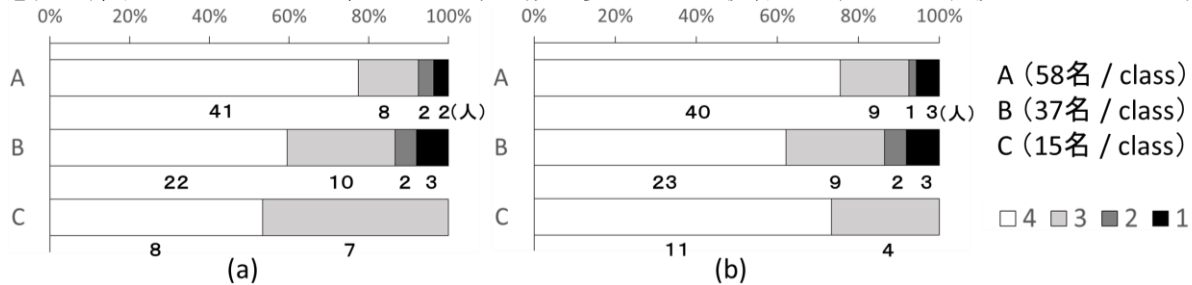 0% 20% 40% 60% 80% 100%
A
41 8 2 2(人)
B
22 10 2 3
C
8 7
(a)
0% 20% 40% 60% 80% 100%
40 9 1 3(人)
23 9 2 3
11 4
(b)
A（58名 / class）
B（37名 / class）
C（15名 / class）
4 3 2 1